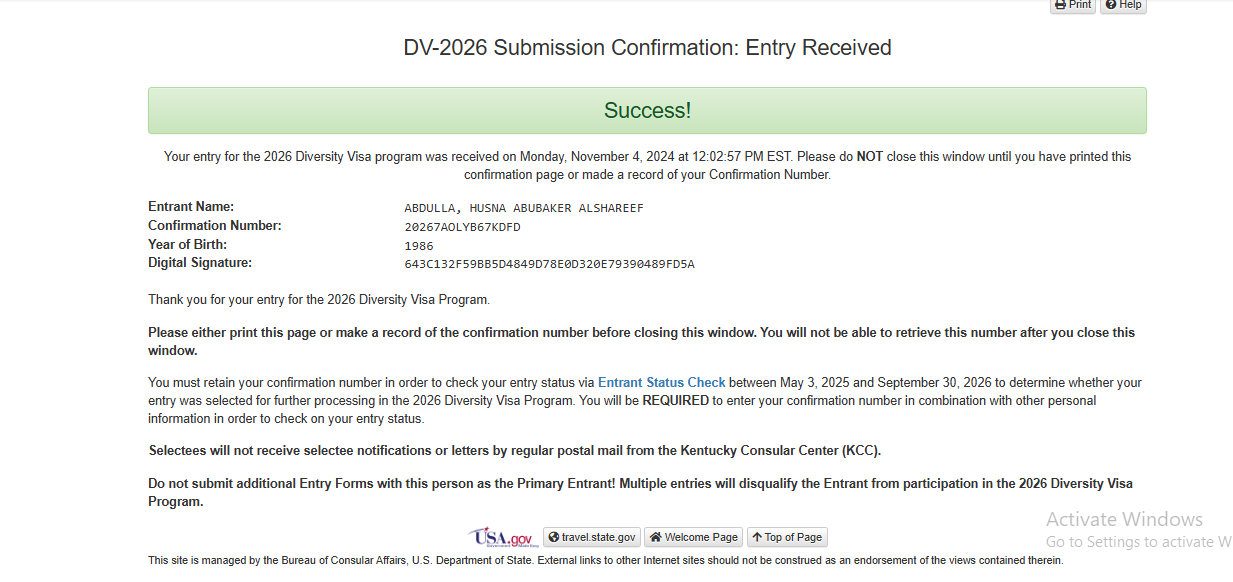 Print Help
DV-2026 Submission Confirmation: Entry Received
Success!
Your entry for the 2026 Diversity Visa program was received on Monday, November 4, 2024 at 12:02:57 PM EST. Please do NOT close this window until you have printed this
confirmation page or made a record of your Confirmation Number.
Entrant Name: ABDULLA, HUSNA ABUBAKER ALSHAREEF
Confirmation Number: 20267AOLYB67KDFD
Year of Birth: 1986
Digital Signature: 643C132F59BB5D4849D78E0D320E79390489FD5A
Thank you for your entry for the 2026 Diversity Visa Program.
Please either print this page or make a record of the confirmation number before closing this window. You will not be able to retrieve this number after you close this
window.
You must retain your confirmation number in order to check your entry status via Entrant Status Check between May 3, 2025 and September 30, 2026 to determine whether your
entry was selected for further processing in the 2026 Diversity Visa Program. You will be REQUIRED to enter your confirmation number in combination with other personal
information in order to check on your entry status.
Selectees will not receive selectee notifications or letters by regular postal mail from the Kentucky Consular Center (KCC).
Do not submit additional Entry Forms with this person as the Primary Entrant! Multiple entries will disqualify the Entrant from participation in the 2026 Diversity Visa
Program.
USA.gov travel.state.gov Welcome Page Top of Page
This site is managed by the Bureau of Consular Affairs, U.S. Department of State. External links to other Internet sites should not be construed as an endorsement of the views contained therein.
Activate Windows
Go to Settings to activate W